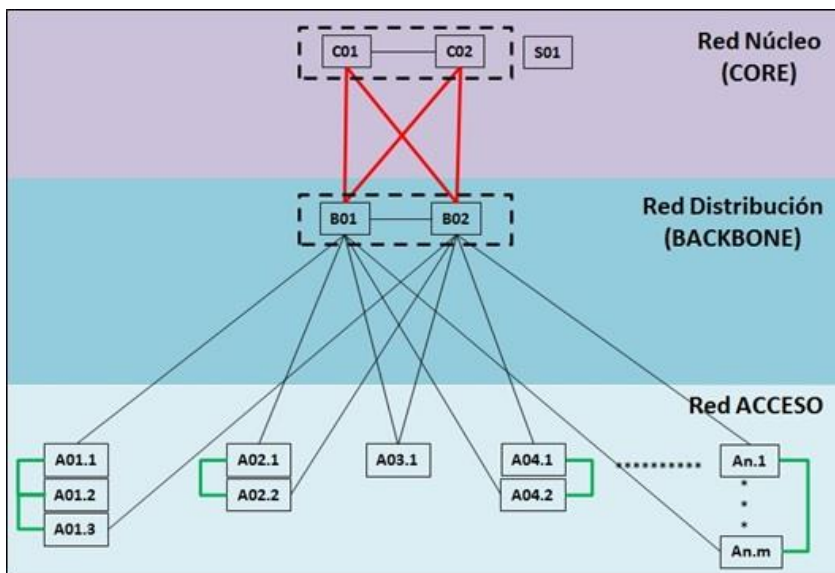 C01
C02
S01
Red Núcleo
(CORE)
B01
B02
Red Distribución
(BACKBONE)
Red ACCESO
A01.1
A01.2
A01.3
A02.1
A02.2
A03.1
A04.1
A04.2
An.1
An.m